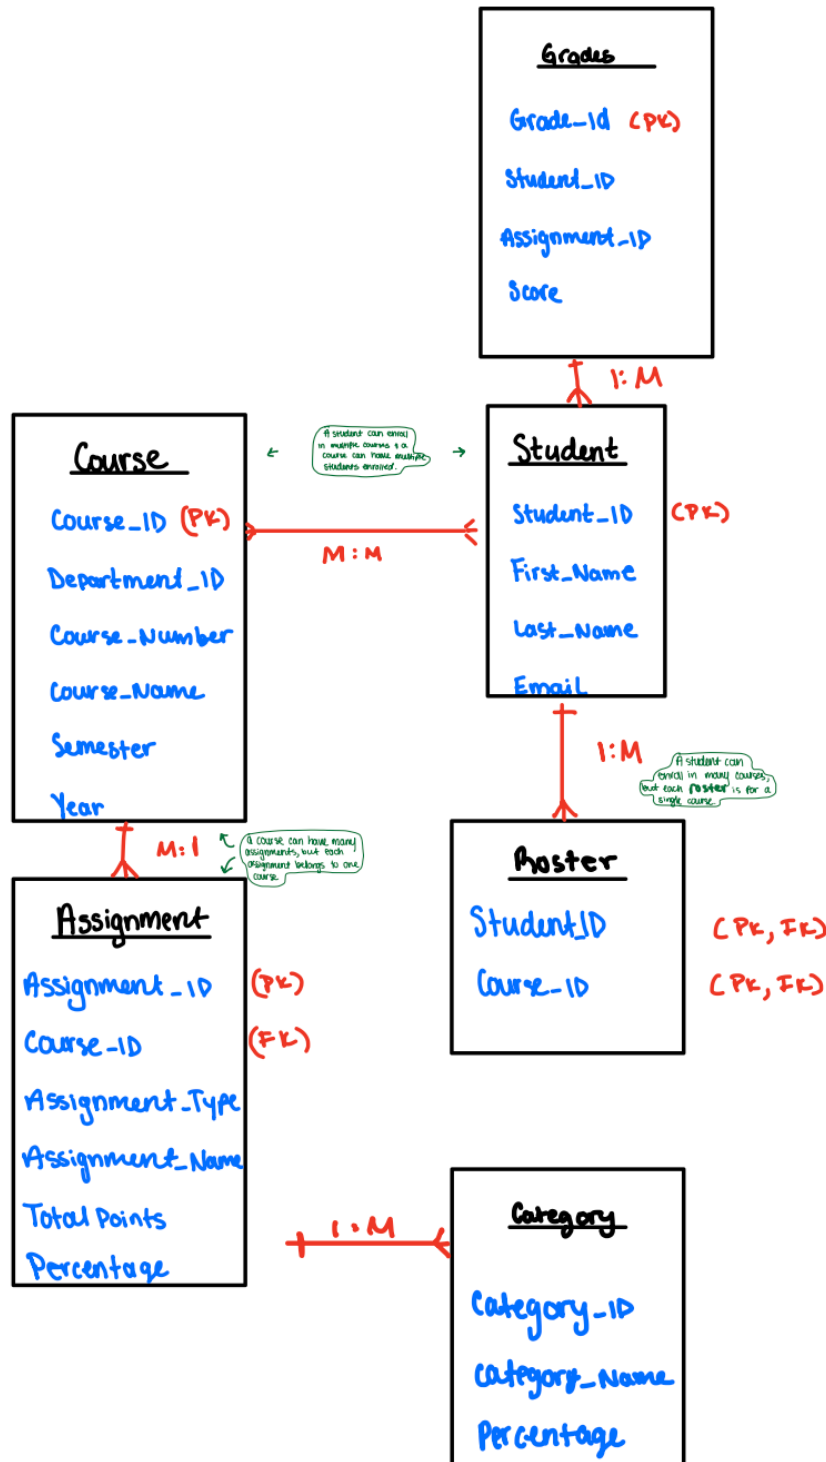 Grades
Grade_Id (PK)
Student_ID
Assignment_ID
Score
1:M
Course
Course_ID (PK)
Department_ID
Course_Number
Course_Name
Semester
Year
← A student can enroll →
in multiple courses & a
course can have multiple
students enrolled.
M:M
Student
Student_ID (PK)
First_Name
Last_Name
Email
1:M
A student can
enroll in many courses,
but each roster is for a
single course.
M:1
A course can have many
assignments, but each
assignment belongs to one
course
Assignment
Assignment_ID (PK)
Course_ID (FK)
Assignment_Type
Assignment_Name
Total Points
Percentage
Roster
Student_ID (PK, FK)
Course_ID (PK, FK)
1:M
Category
Category_ID
Category_Name
Percentage